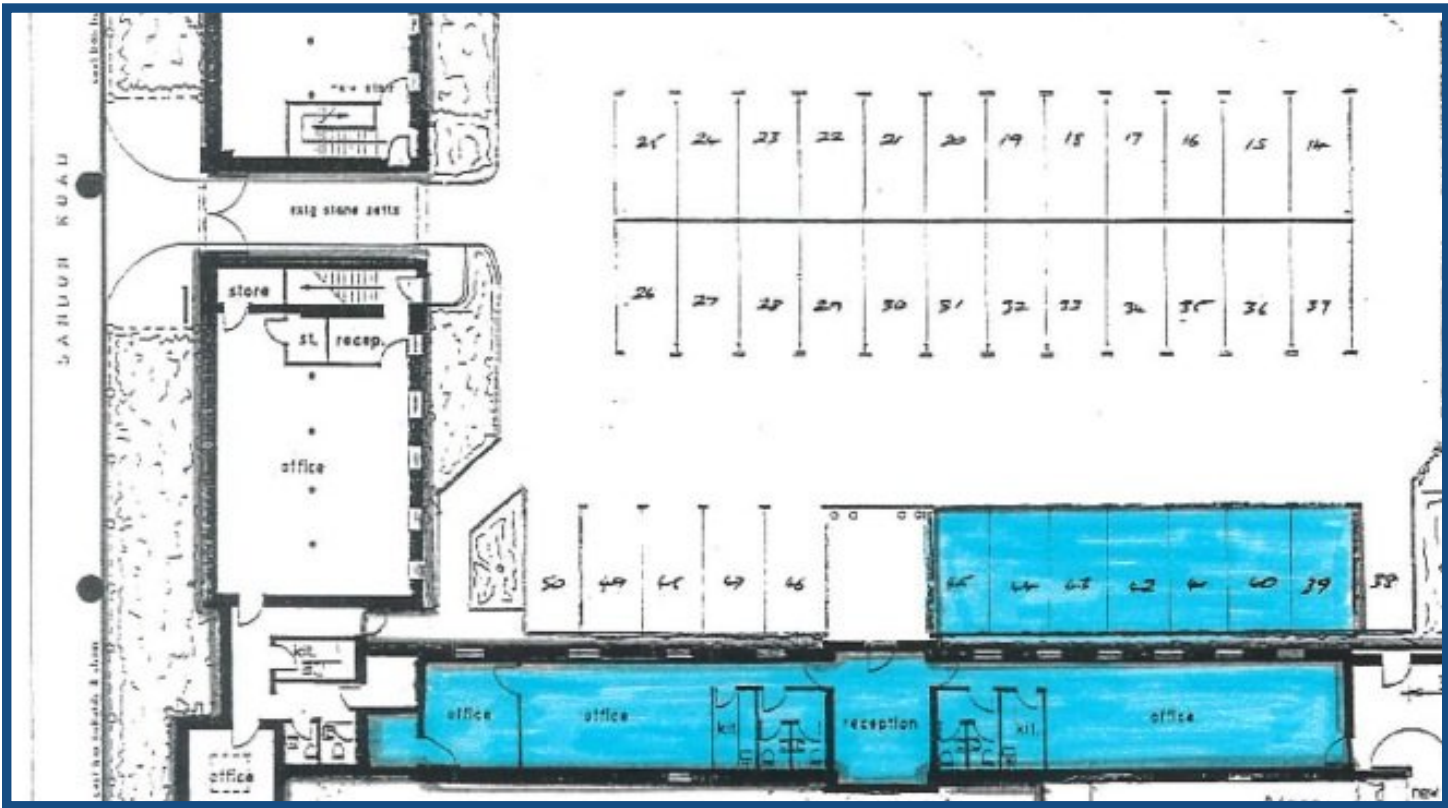 new stair
SANDON ROAD
exig stone setts
25 24 23 22 21 20 19 18 17 16 15 14
26 27 28 29 30 31 32 33 34 35 36 37
store
st. recep.
office
50 49 48 47 46 45 44 43 42 41 40 39 38
kit.
office office kit reception kit. office
office
new